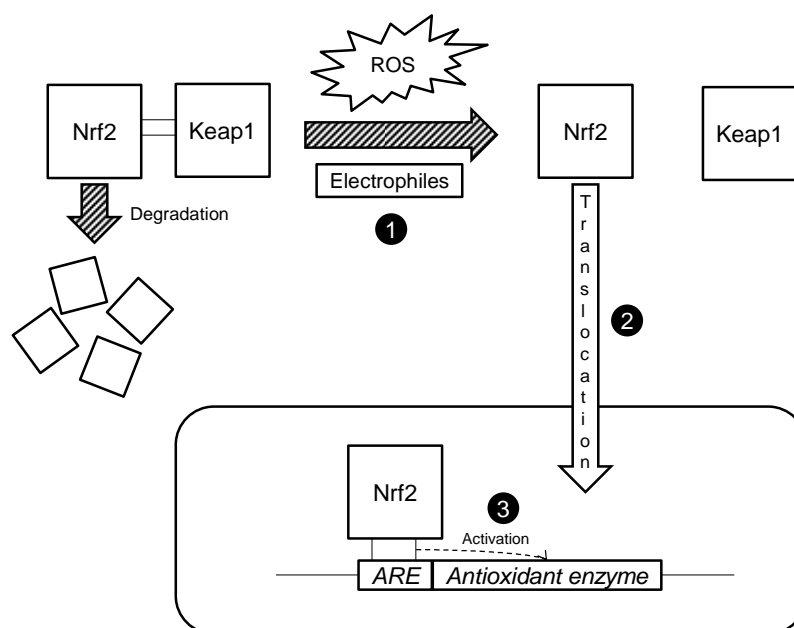 ROS
Nrf2
Keap1
Nrf2
Keap1
Electrophiles
1
Degradation
Translocation
2
Nrf2
3
Activation
ARE
Antioxidant enzyme